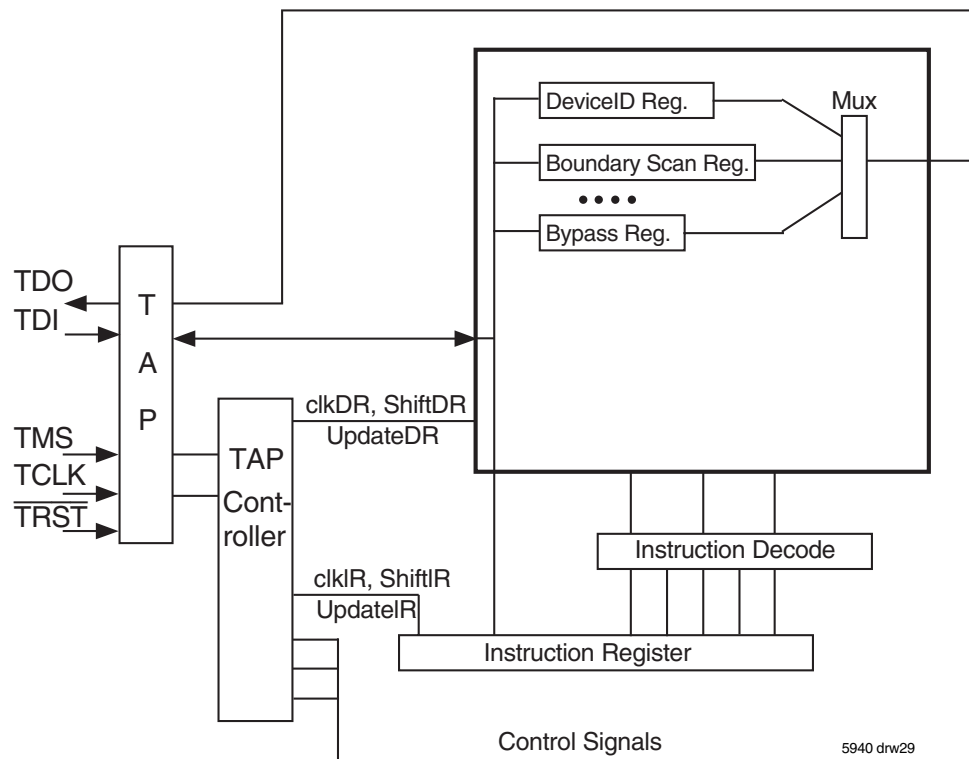 DeviceID Reg.
Mux
Boundary Scan Reg.
Bypass Reg.
TDO
TDI
T
A
P
TMS
TCLK
TRST
clkDR, ShiftDR
UpdateDR
TAP
Cont-
roller
Instruction Decode
clkIR, ShiftIR
UpdateIR
Instruction Register
Control Signals
5940 drw29